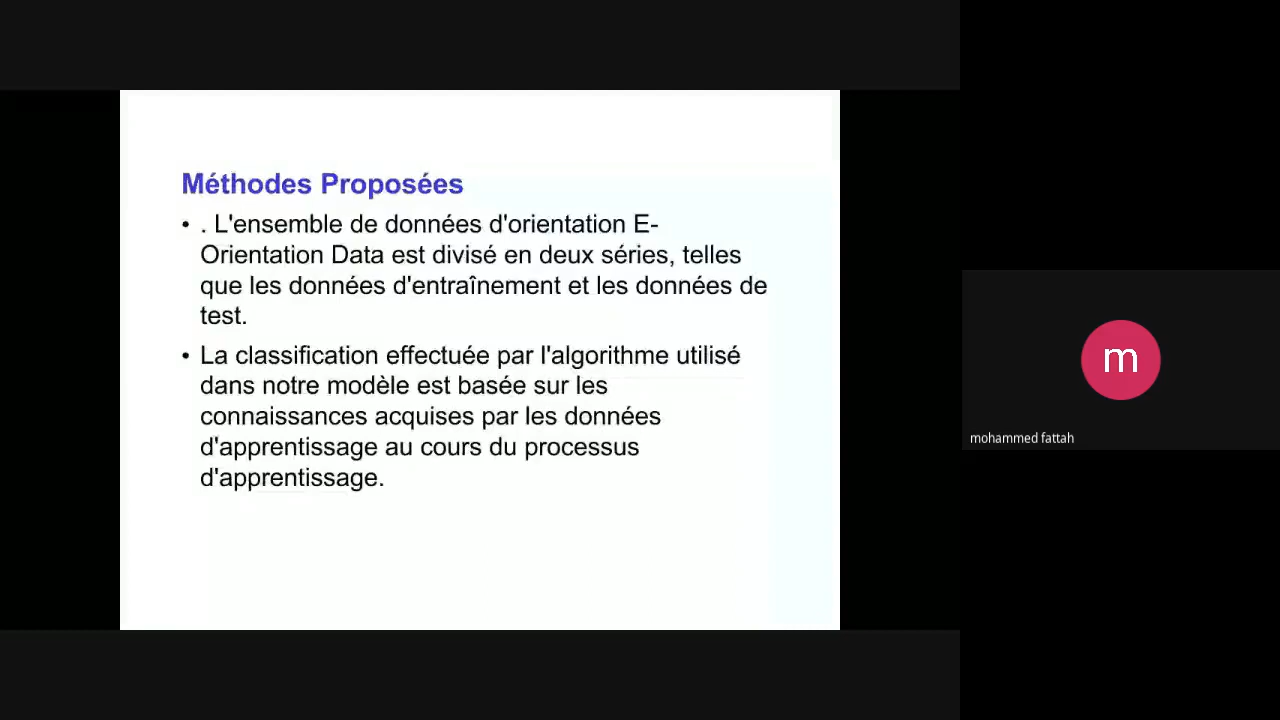 Méthodes Proposées
• . L'ensemble de données d'orientation E-
Orientation Data est divisé en deux séries, telles
que les données d'entraînement et les données de
test.
• La classification effectuée par l'algorithme utilisé
dans notre modèle est basée sur les
connaissances acquises par les données
d'apprentissage au cours du processus
d'apprentissage.
m
mohammed fattah